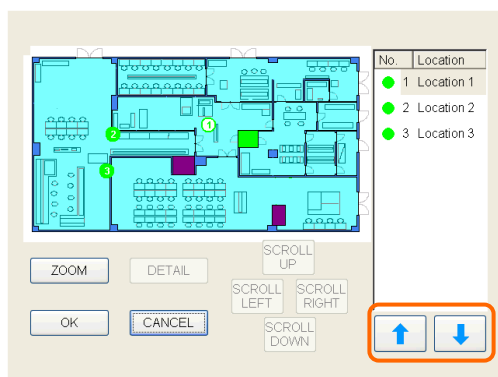 No. Location
1 Location 1
2 Location 2
3 Location 3
1
2
3
ZOOM
DETAIL
SCROLL
UP
SCROLL
LEFT
SCROLL
RIGHT
OK
CANCEL
SCROLL
DOWN